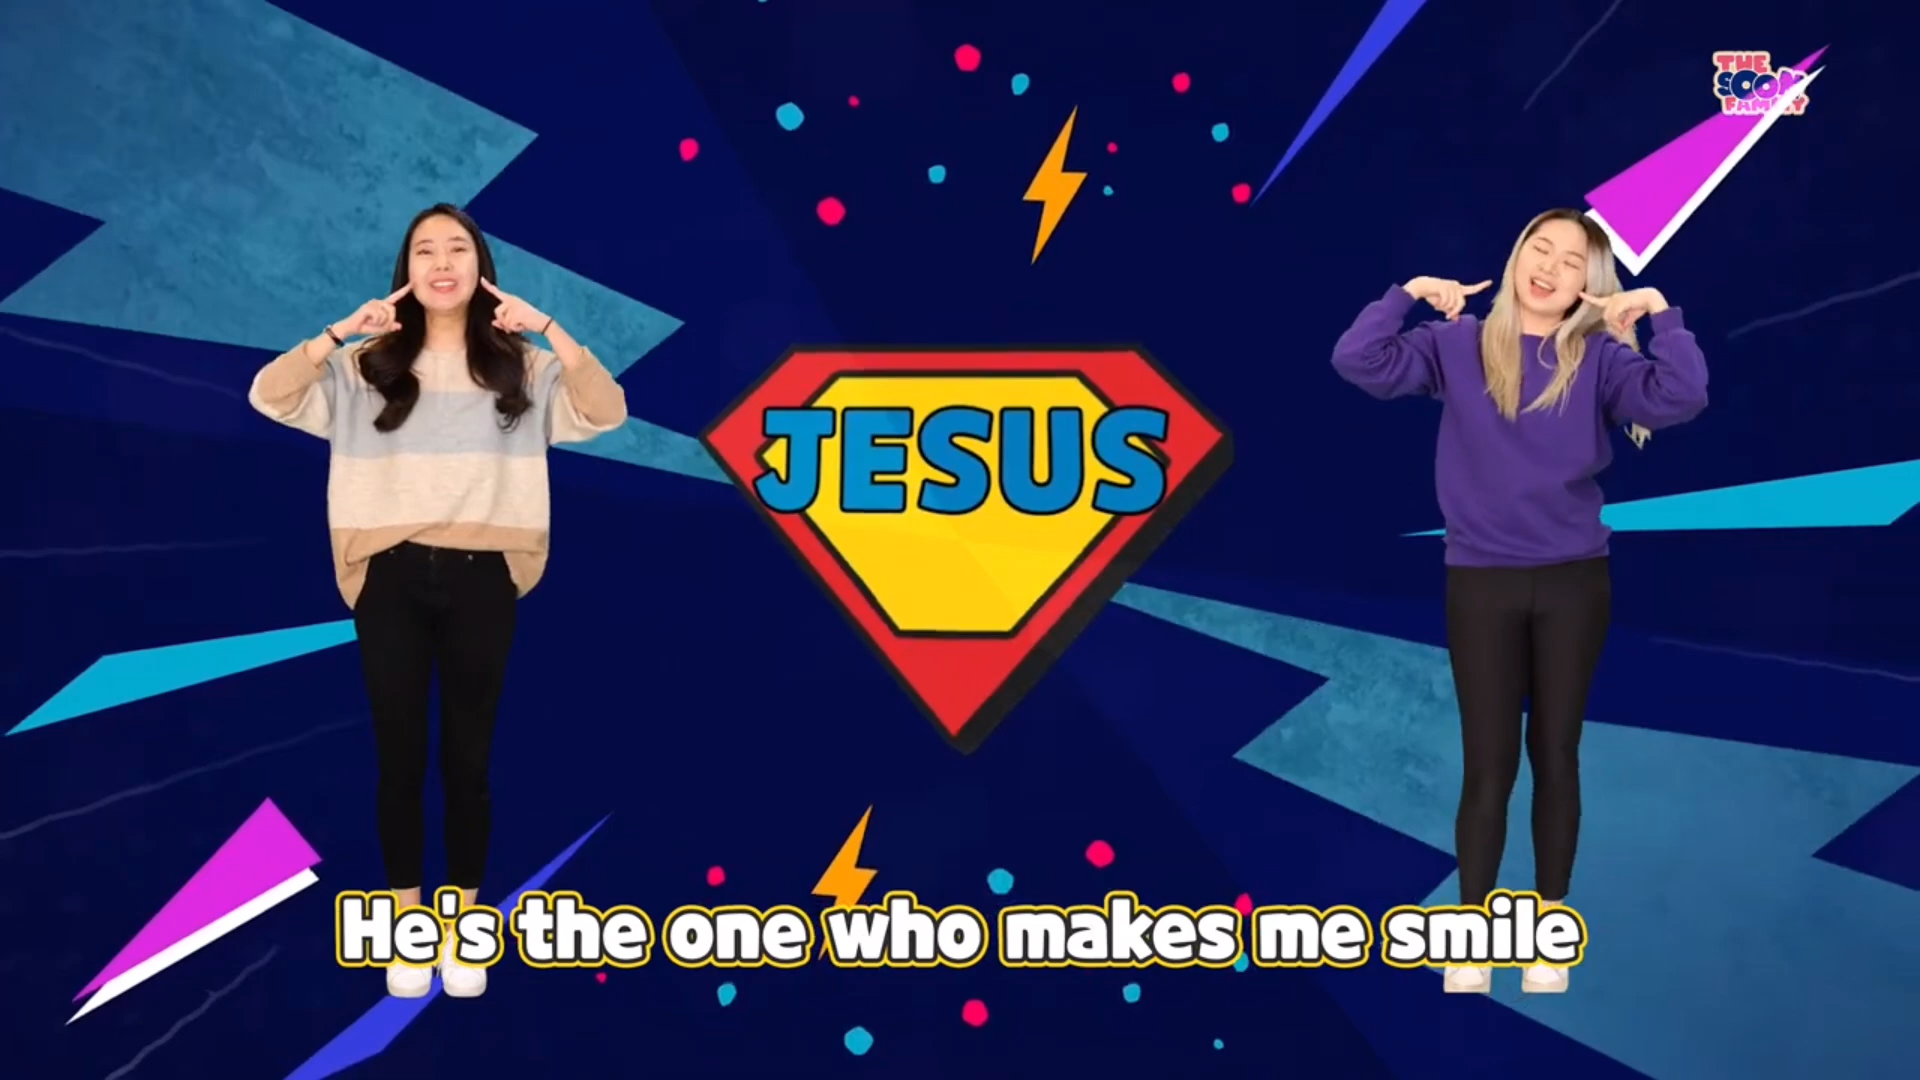 THE
SOON
FAMILY
JESUS
He's the one who makes me smile